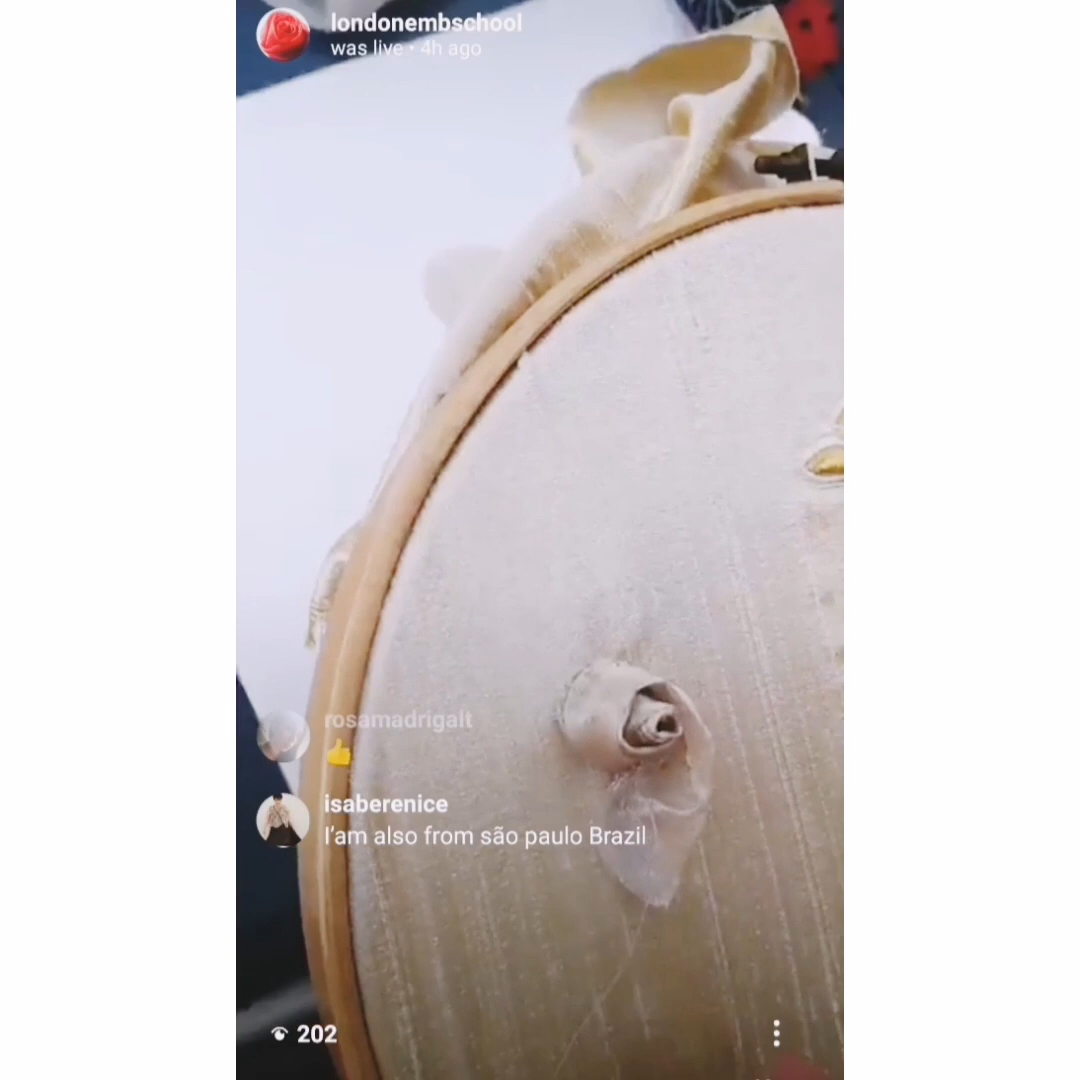 londonembschool
was live • 4h ago
rosamadrigalt
👍
isaberenice
I'am also from são paulo Brazil
202